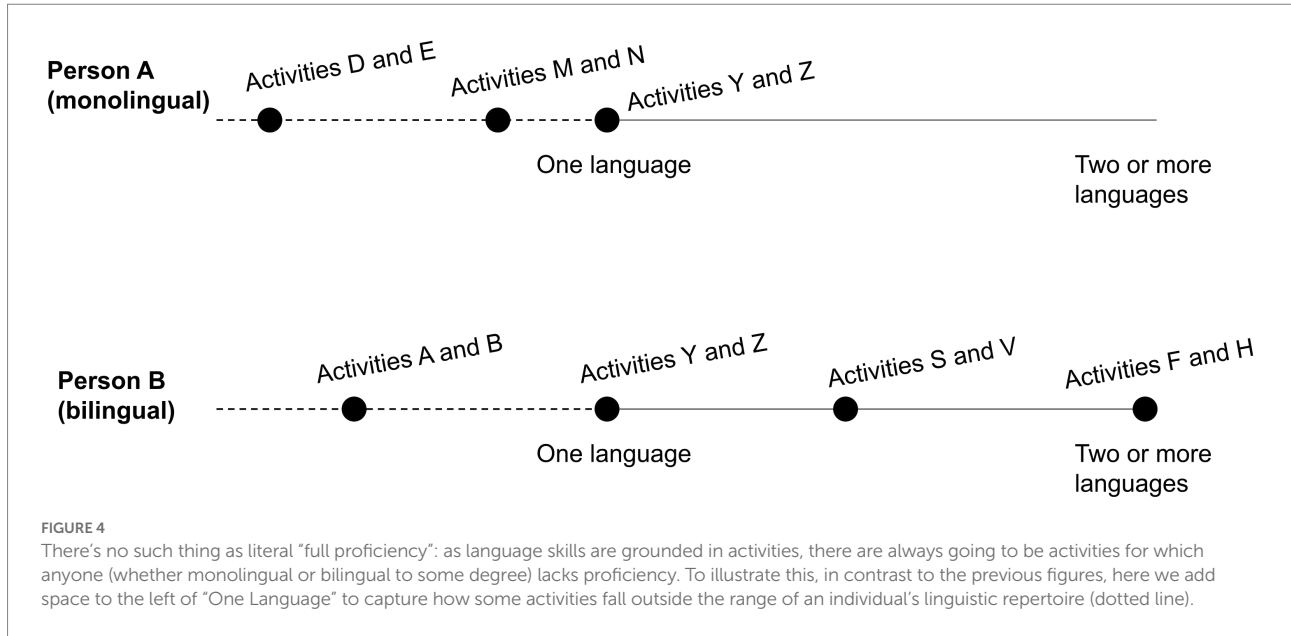 Person A
(monolingual)
Activities D and E
Activities M and N
Activities Y and Z
One language
Two or more
languages
Person B
(bilingual)
Activities A and B
Activities Y and Z
Activities S and V
Activities F and H
One language
Two or more
languages
FIGURE 4
There’s no such thing as literal “full proficiency”: as language skills are grounded in activities, there are always going to be activities for which
anyone (whether monolingual or bilingual to some degree) lacks proficiency. To illustrate this, in contrast to the previous figures, here we add
space to the left of “One Language” to capture how some activities fall outside the range of an individual’s linguistic repertoire (dotted line).